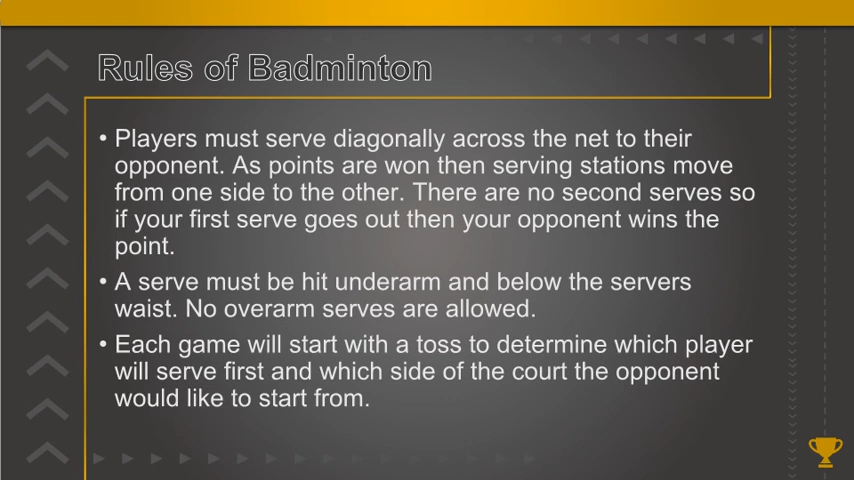 Rules of Badminton
• Players must serve diagonally across the net to their
opponent. As points are won then serving stations move
from one side to the other. There are no second serves so
if your first serve goes out then your opponent wins the
point.
• A serve must be hit underarm and below the servers
waist. No overarm serves are allowed.
• Each game will start with a toss to determine which player
will serve first and which side of the court the opponent
would like to start from.